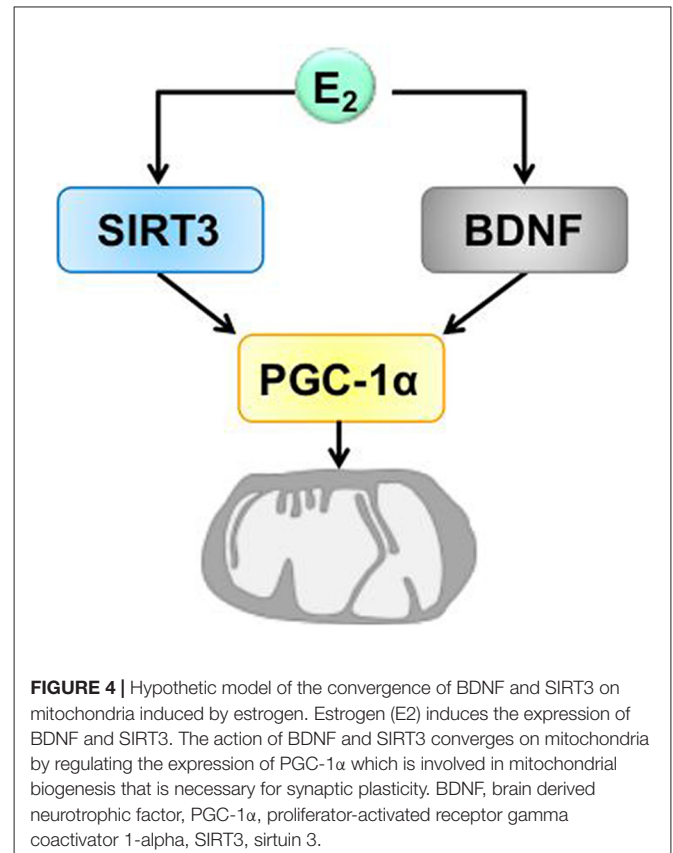 E₂
SIRT3 BDNF
PGC-1α
FIGURE 4 | Hypothetic model of the convergence of BDNF and SIRT3 on
mitochondria induced by estrogen. Estrogen (E2) induces the expression of
BDNF and SIRT3. The action of BDNF and SIRT3 converges on mitochondria
by regulating the expression of PGC-1α which is involved in mitochondrial
biogenesis that is necessary for synaptic plasticity. BDNF, brain derived
neurotrophic factor, PGC-1α, proliferator-activated receptor gamma
coactivator 1-alpha, SIRT3, sirtuin 3.